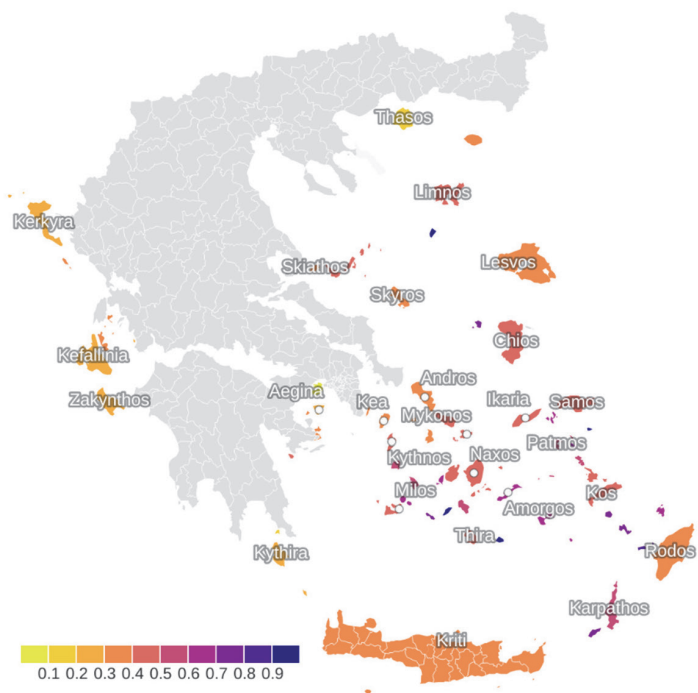 Thasos
Limnos
Kerkyra
Skiathos
Lesvos
Skyros
Chios
Kefallinia
Andros
Aegina
Kea
Ikaria
Samos
Zakynthos
Mykonos
Patmos
Kythnos
Naxos
Milos
Kos
Amorgos
Thira
Kythira
Rodos
Karpathos
Kriti
0.1 0.2 0.3 0.4 0.5 0.6 0.7 0.8 0.9